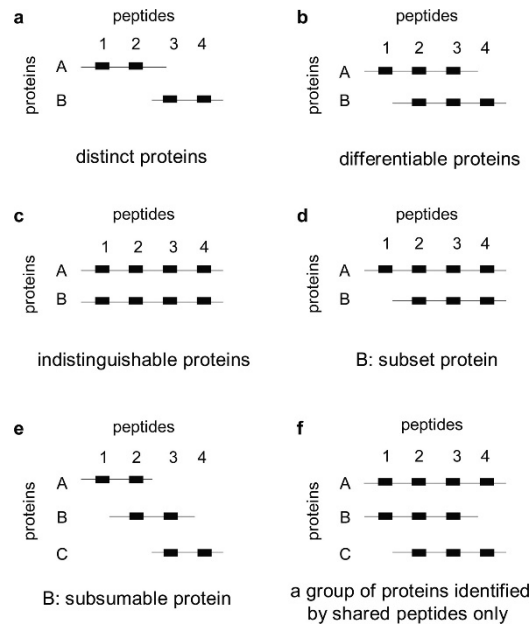 a
peptides
1 2 3 4
proteins
A
B
distinct proteins
b
peptides
1 2 3 4
proteins
A
B
differentiable proteins
c
peptides
1 2 3 4
proteins
A
B
indistinguishable proteins
d
peptides
1 2 3 4
proteins
A
B
B: subset protein
e
peptides
1 2 3 4
proteins
A
B
C
B: subsumable protein
f
peptides
1 2 3 4
proteins
A
B
C
a group of proteins identified
by shared peptides only